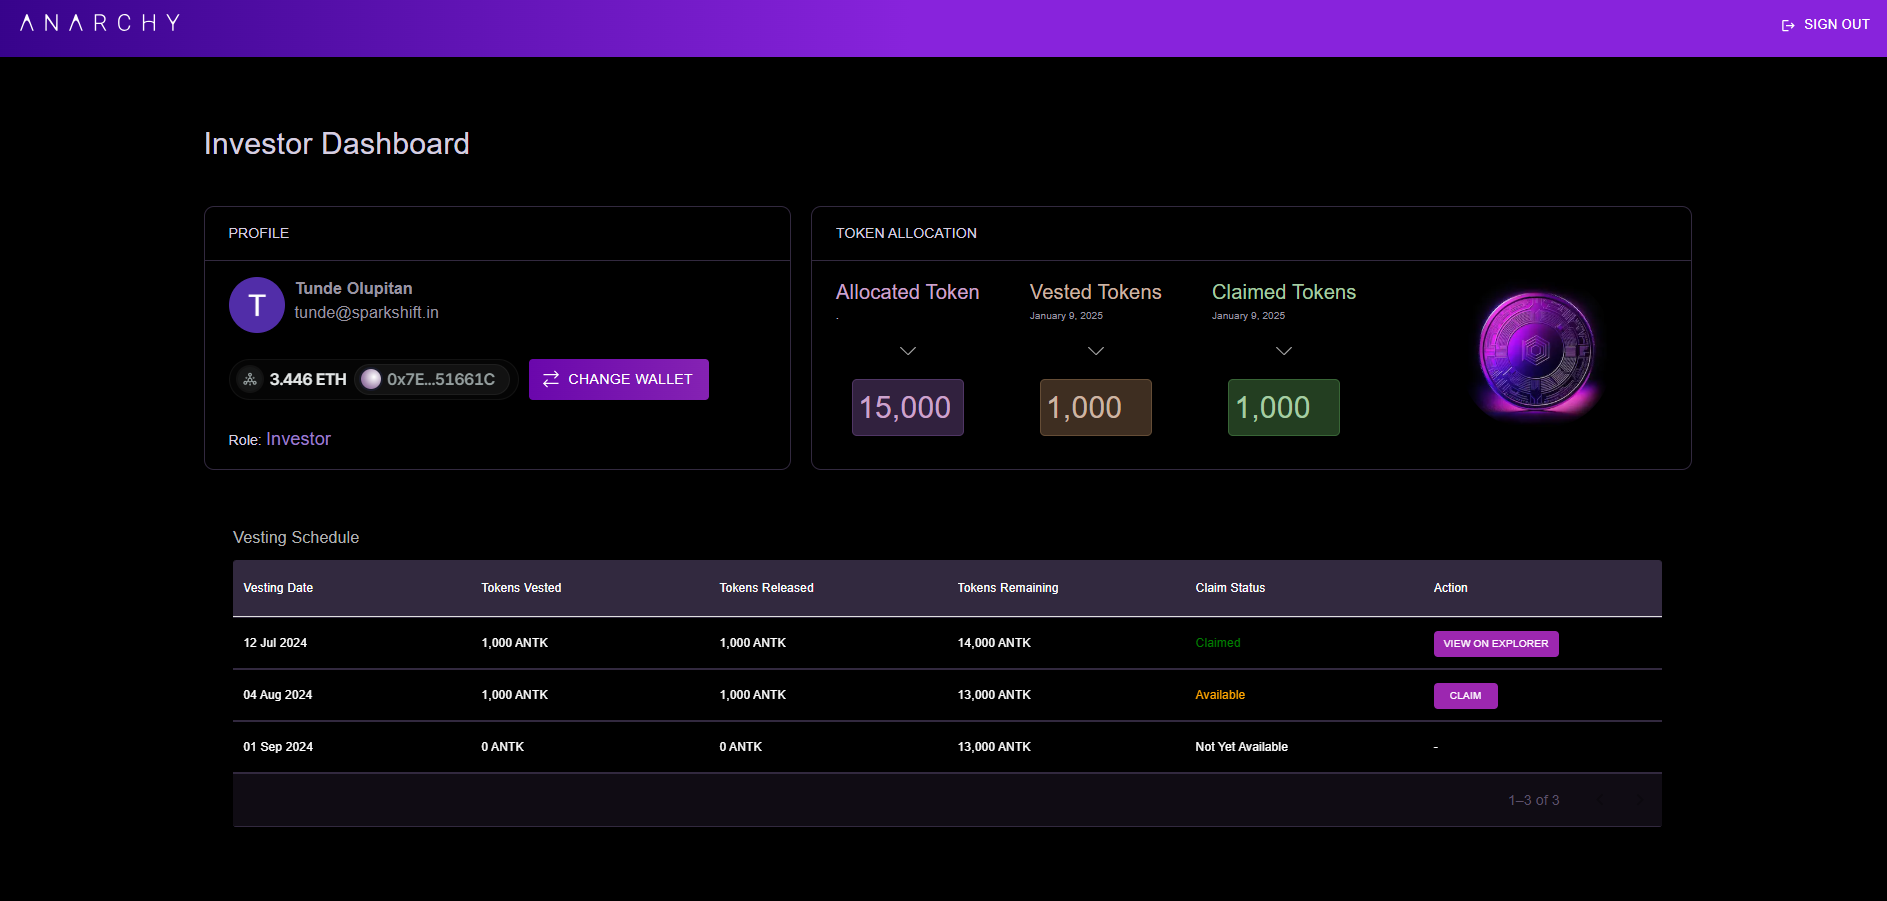 ANARCHY
SIGN OUT
Investor Dashboard
PROFILE
T
Tunde Olupitan
tunde@sparkshift.in
3.446 ETH 0x7E...51661C
CHANGE WALLET
Role: Investor
TOKEN ALLOCATION
Allocated Token Vested Tokens Claimed Tokens
. January 9, 2025 January 9, 2025
15,000 1,000 1,000
Vesting Schedule
Vesting Date Tokens Vested Tokens Released Tokens Remaining Claim Status Action
12 Jul 2024 1,000 ANTK 1,000 ANTK 14,000 ANTK Claimed VIEW ON EXPLORER
04 Aug 2024 1,000 ANTK 1,000 ANTK 13,000 ANTK Available CLAIM
01 Sep 2024 0 ANTK 0 ANTK 13,000 ANTK Not Yet Available -
1–3 of 3